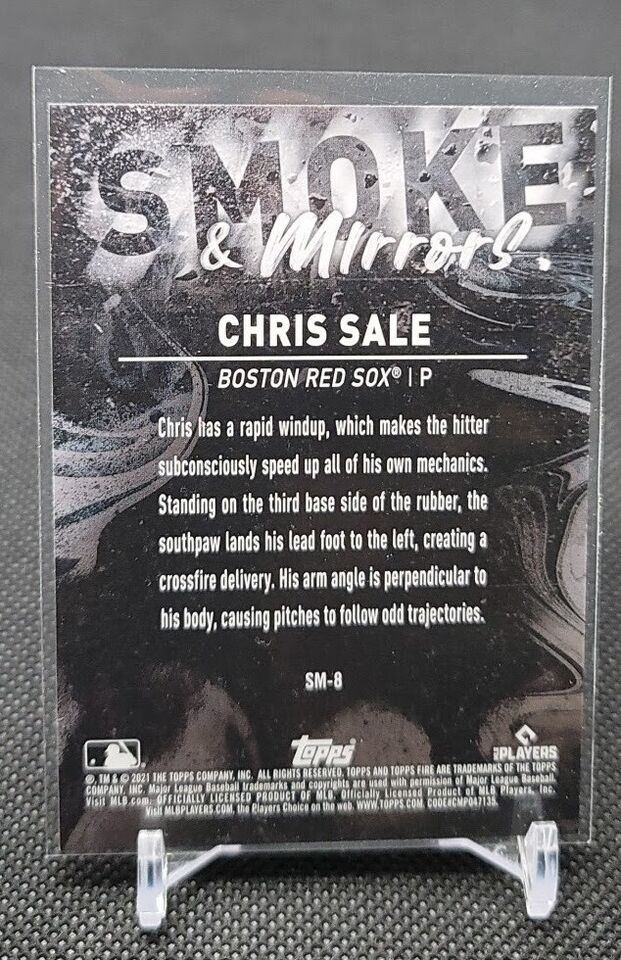 SMOKE
& Mirrors
CHRIS SALE
BOSTON RED SOX® | P
Chris has a rapid windup, which makes the hitter
subconsciously speed up all of his own mechanics.
Standing on the third base side of the rubber, the
southpaw lands his lead foot to the left, creating a
crossfire delivery. His arm angle is perpendicular to
his body, causing pitches to follow odd trajectories.
SM-8
topps PLAYERS
®, TM & © 2021 THE TOPPS COMPANY, INC. ALL RIGHTS RESERVED. TOPPS AND TOPPS FIRE ARE TRADEMARKS OF THE TOPPS
COMPANY, INC. Major League Baseball trademarks and copyrights are used with permission of Major League Baseball.
Visit MLB.com. OFFICIALLY LICENSED PRODUCT OF MLB. Officially Licensed Product of MLB Players, Inc.
Visit MLBPLAYERS.COM, the Players Choice on the web. WWW.TOPPS.COM. CODE#CMP047135